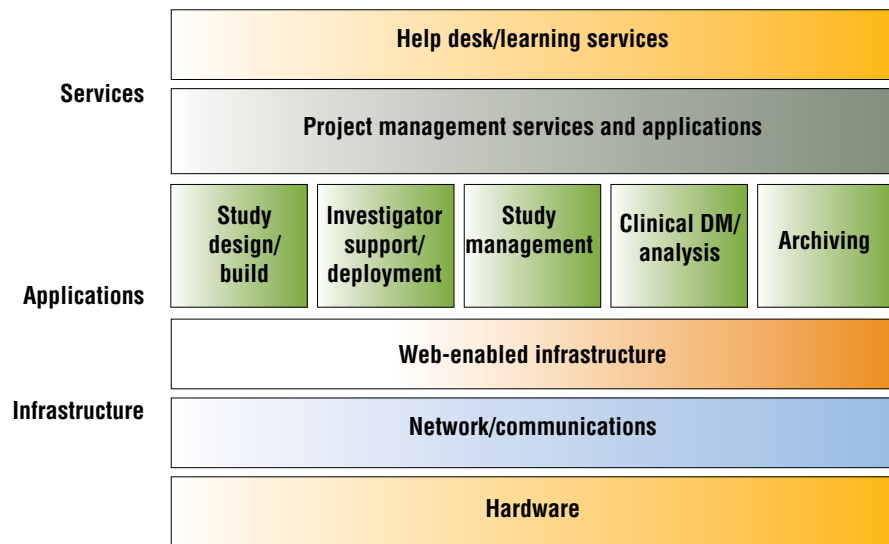 Help desk/learning services
Services
Project management services and applications
Study
design/
build
Investigator
support/
deployment
Study
management
Clinical DM/
analysis
Archiving
Applications
Web-enabled infrastructure
Infrastructure
Network/communications
Hardware